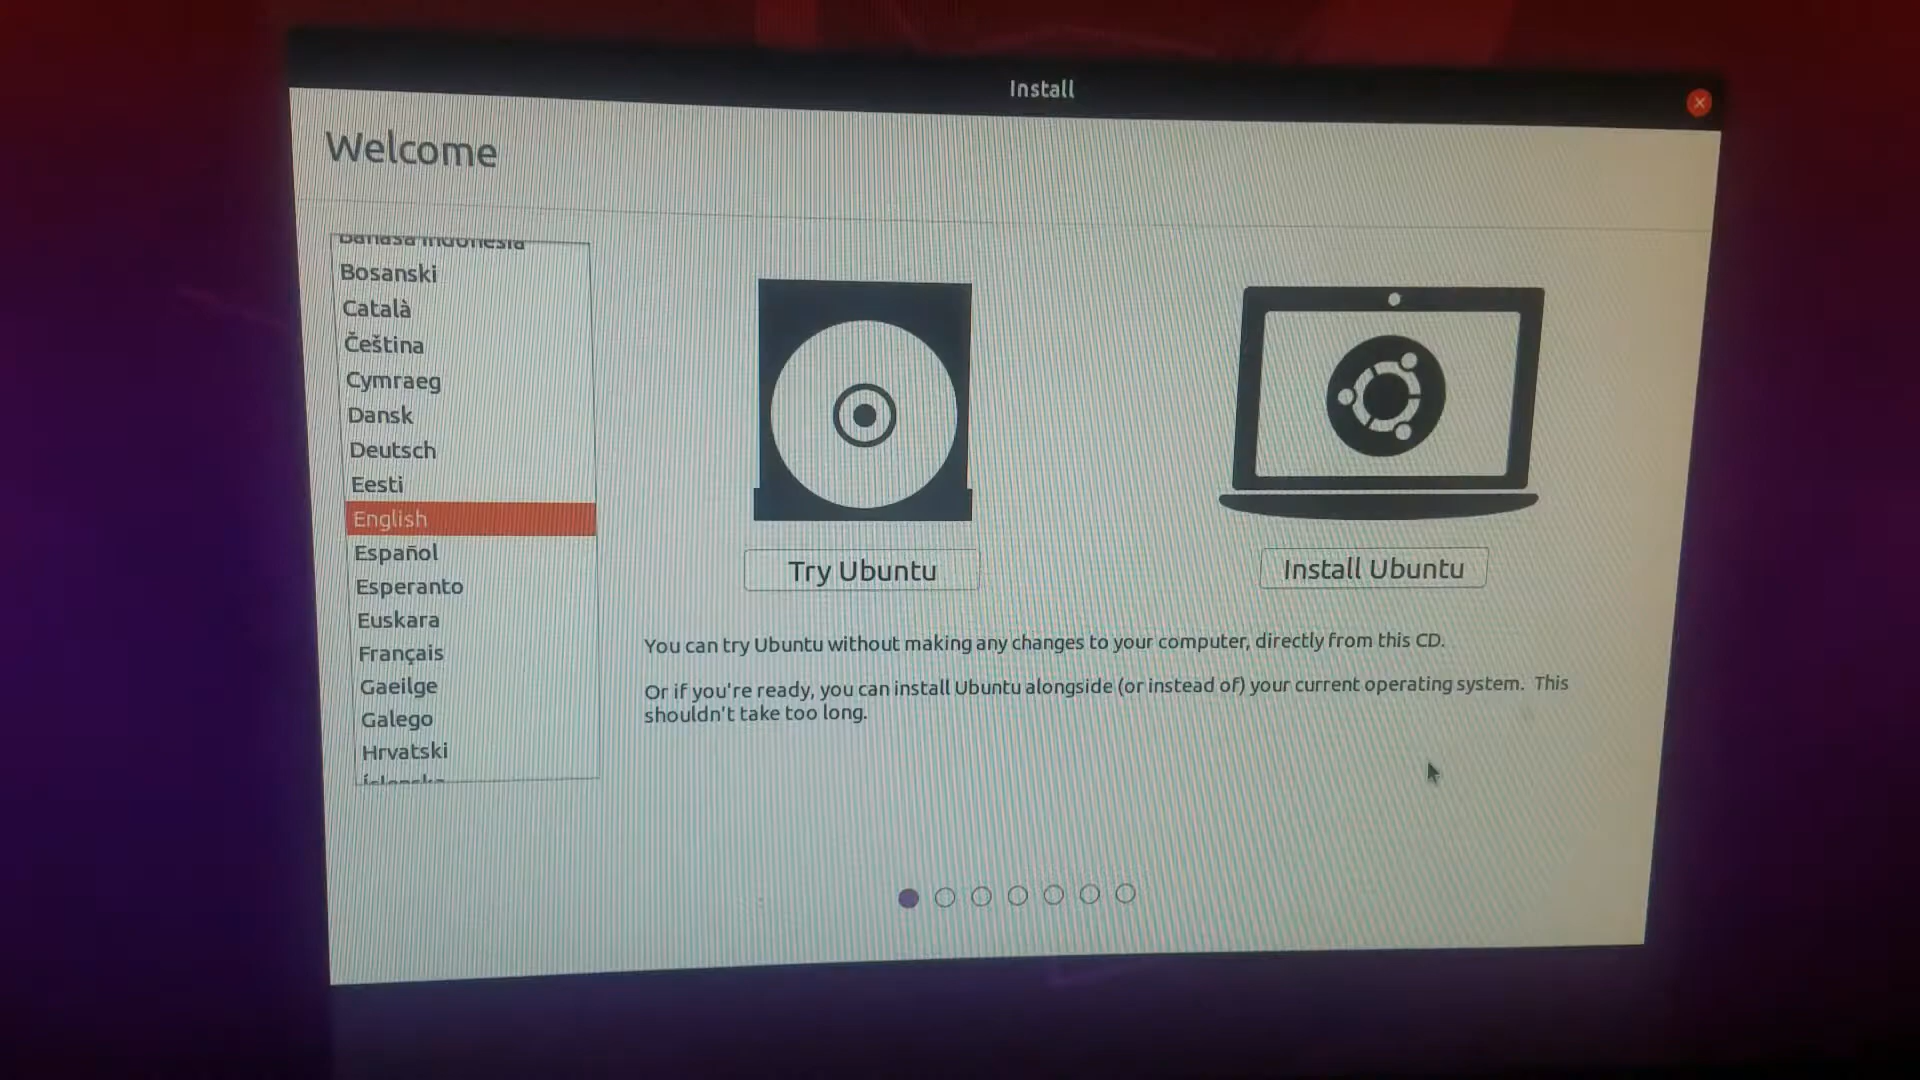 Install
Welcome
Bahasa Indonesia
Bosanski
Català
Čeština
Cymraeg
Dansk
Deutsch
Eesti
English
Español
Esperanto
Euskara
Français
Gaeilge
Galego
Hrvatski
Íslenska
Try Ubuntu
Install Ubuntu
You can try Ubuntu without making any changes to your computer, directly from this CD.
Or if you're ready, you can install Ubuntu alongside (or instead of) your current operating system. This
shouldn't take too long.